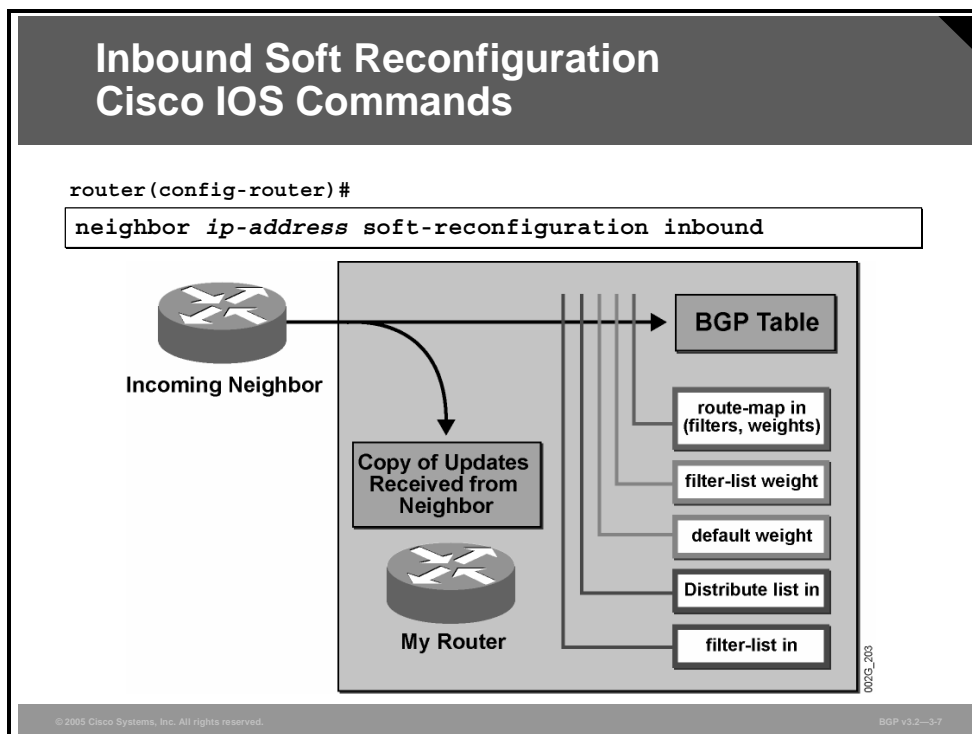 Inbound Soft Reconfiguration
Cisco IOS Commands
router(config-router)#
neighbor ip-address soft-reconfiguration inbound
Incoming Neighbor
BGP Table
route-map in
(filters, weights)
Copy of Updates
Received from
Neighbor
filter-list weight
default weight
Distribute list in
My Router
filter-list in
002G_203
© 2005 Cisco Systems, Inc. All rights reserved.
BGP v3.2—3-7